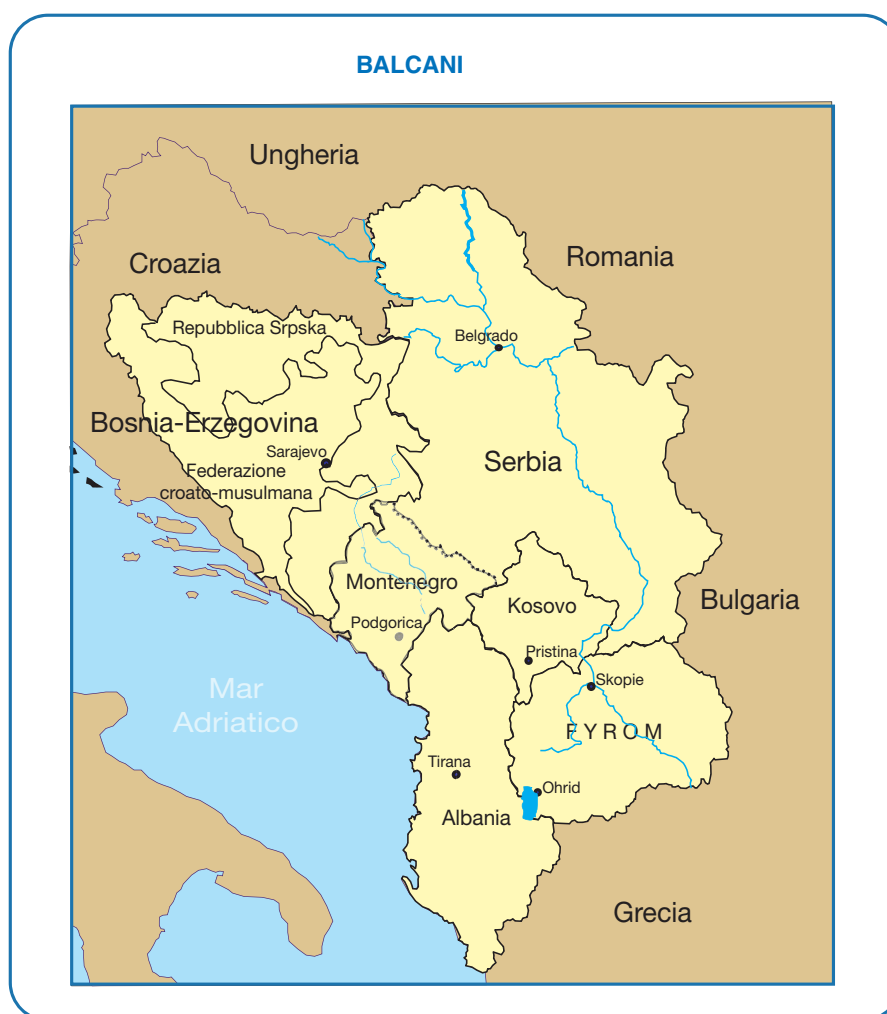 BALCANI
Ungheria
Croazia
Romania
Repubblica Srpska
Belgrado
Bosnia-Erzegovina
Sarajevo
Serbia
Federazione
croato-musulmana
Montenegro
Kosovo
Bulgaria
Podgorica
Pristina
Skopie
Mar
Adriatico
F Y R O M
Tirana
Ohrid
Albania
Grecia